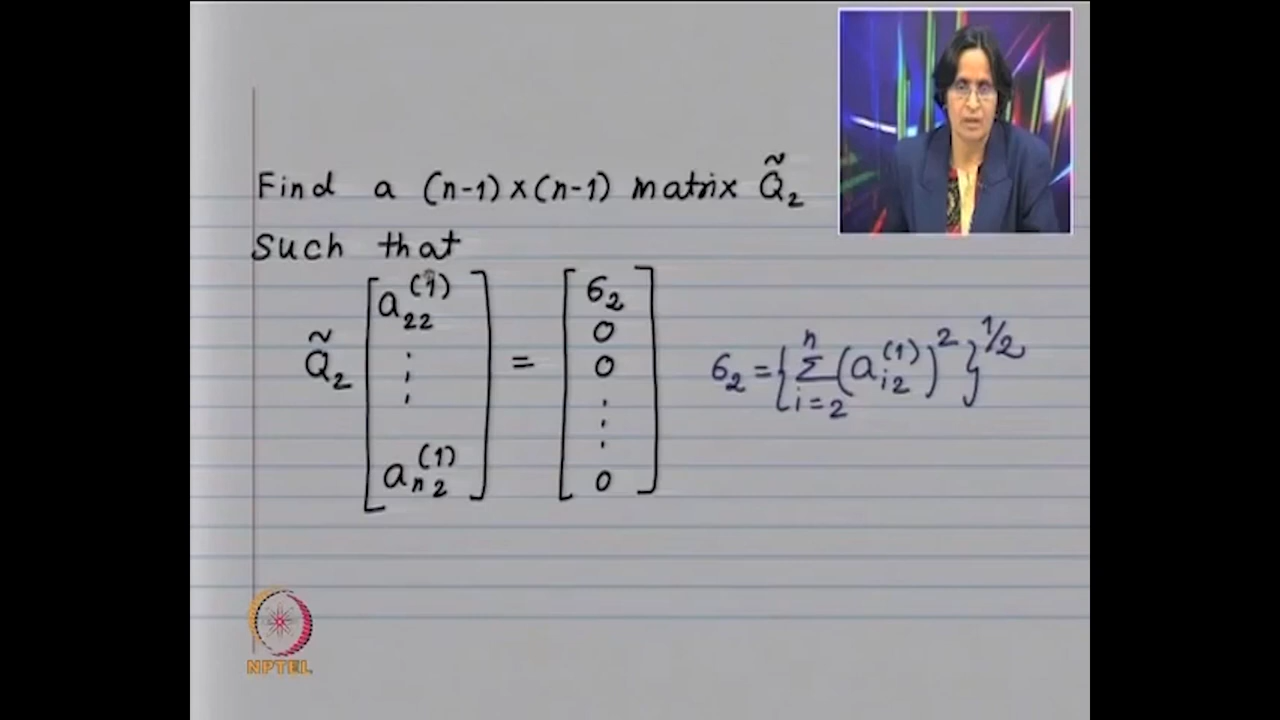 Find a (n-1)×(n-1) matrix Q̃₂
Such that
Q̃₂ [a₂₂⁽¹⁾ ⋮ aₙ₂⁽¹⁾] = [σ₂ 0 0 ⋮ 0] σ₂ = {∑ᵢ₌₂ⁿ (aᵢ₂⁽¹⁾)²}^1/2
NPTEL